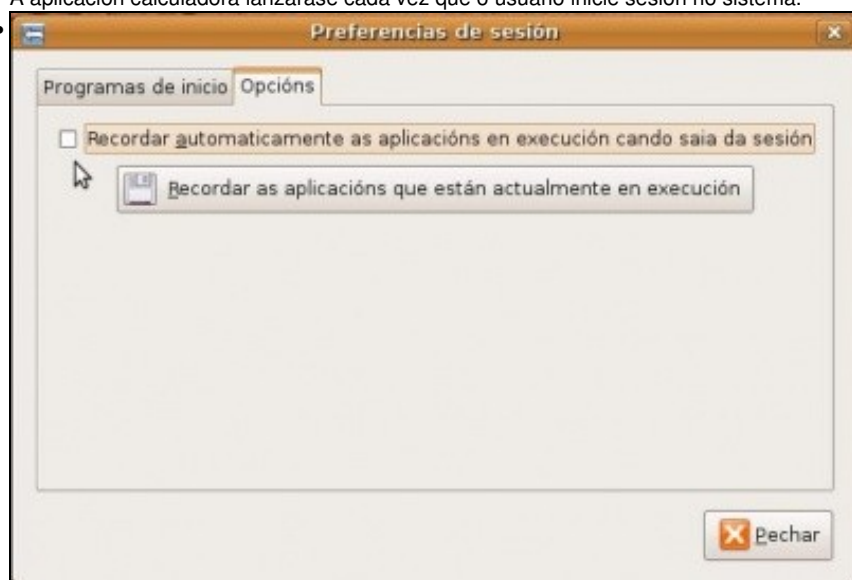 A aplicación calculadora lanzarase cada vez que o usuario inicie sesión no sistema.
Preferencias de sesión
Programas de inicio Opcións
Recordar automaticamente as aplicacións en execución cando saia da sesión
Recordar as aplicacións que están actualmente en execución
Pechar